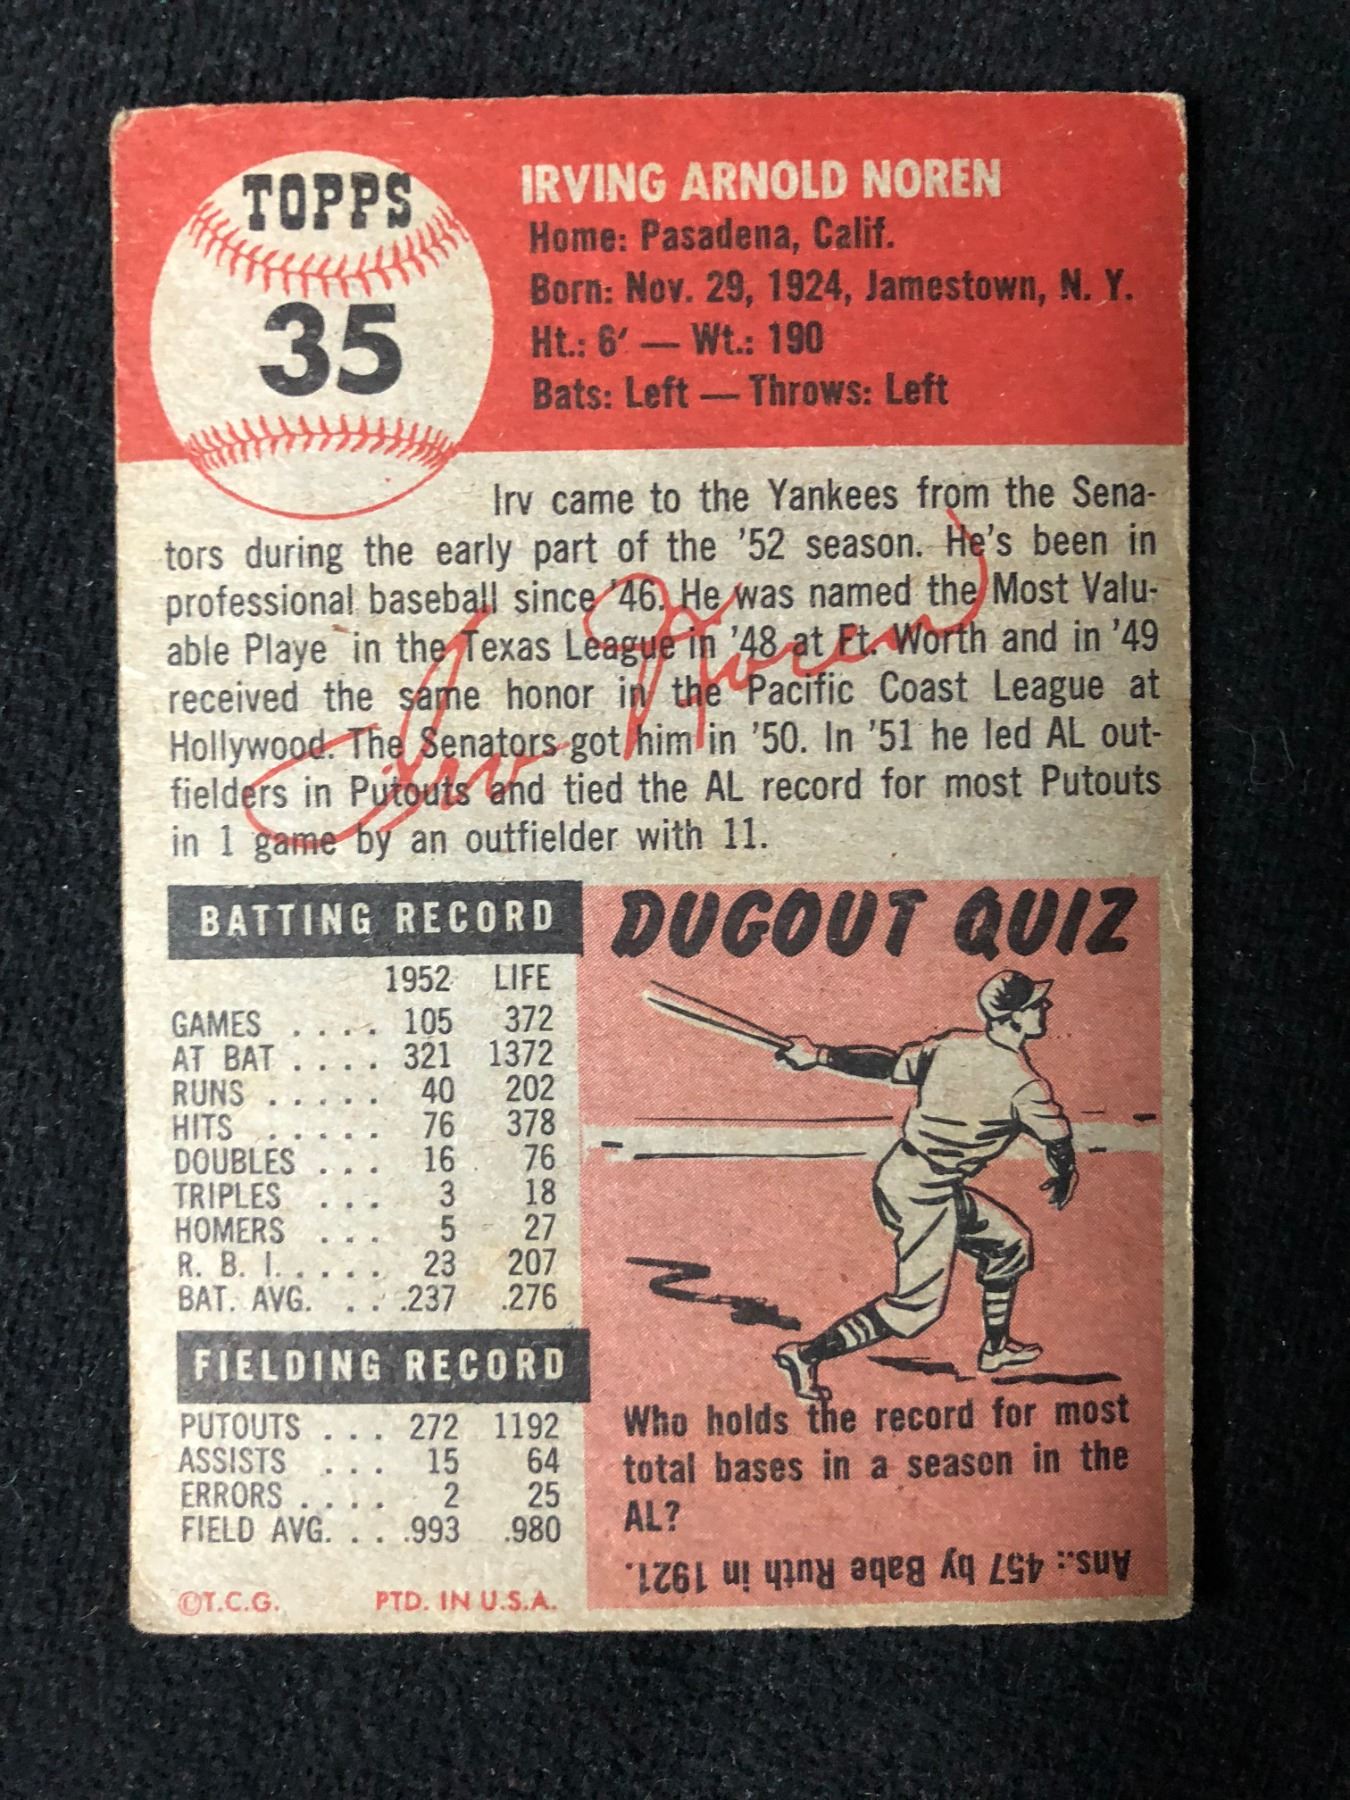 TOPPS
35
IRVING ARNOLD NOREN
Home: Pasadena, Calif.
Born: Nov. 29, 1924, Jamestown, N. Y.
Ht.: 6′ — Wt.: 190
Bats: Left — Throws: Left
Irv came to the Yankees from the Sena-
tors during the early part of the '52 season. He's been in
professional baseball since '46. He was named the Most Valu-
able Playe in the Texas League in '48 at Ft. Worth and in '49
received the same honor in the Pacific Coast League at
Hollywood. The Senators got him in '50. In '51 he led AL out-
fielders in Putouts and tied the AL record for most Putouts
in 1 game by an outfielder with 11.
Irv Noren
BATTING RECORD
1952 LIFE
GAMES . . . . 105 372
AT BAT . . . . 321 1372
RUNS . . . . . 40 202
HITS . . . . . 76 378
DOUBLES . . . 16 76
TRIPLES . . . 3 18
HOMERS . . . 5 27
R. B. I. . . . . 23 207
BAT. AVG. . . .237 .276
FIELDING RECORD
PUTOUTS . . . 272 1192
ASSISTS . . . 15 64
ERRORS . . . . 2 25
FIELD AVG. . . .993 .980
©T.C.G. PTD. IN U.S.A.
DUGOUT QUIZ
Who holds the record for most
total bases in a season in the
AL?
Ans.: 457 by Babe Ruth in 1921.